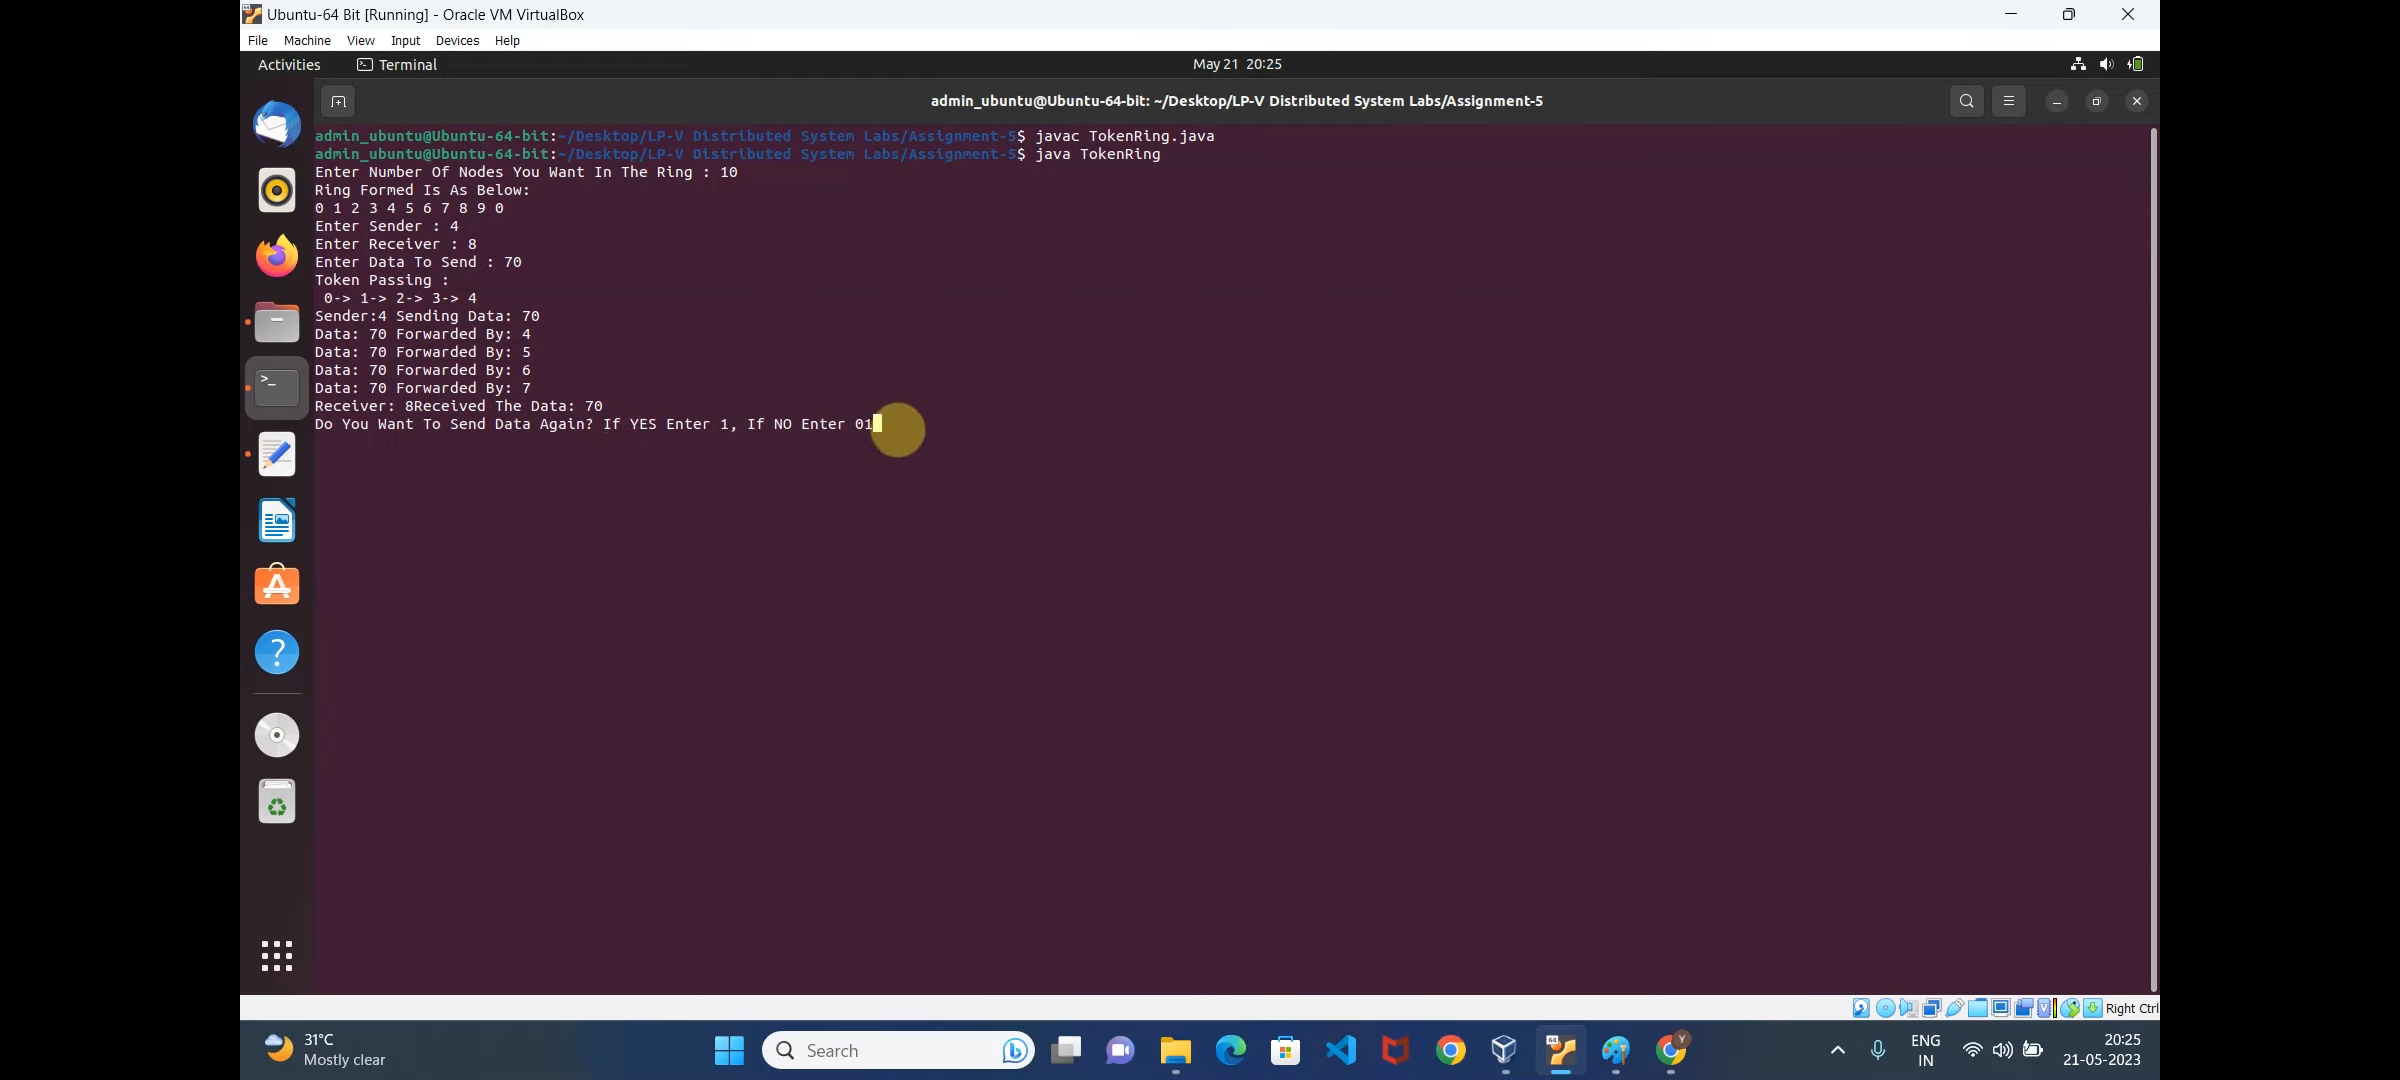 Ubuntu-64 Bit [Running] - Oracle VM VirtualBox
File Machine View Input Devices Help
Activities Terminal May 21 20:25
admin_ubuntu@Ubuntu-64-bit: ~/Desktop/LP-V Distributed System Labs/Assignment-5
admin_ubuntu@Ubuntu-64-bit:~/Desktop/LP-V Distributed System Labs/Assignment-5$ javac TokenRing.java
admin_ubuntu@Ubuntu-64-bit:~/Desktop/LP-V Distributed System Labs/Assignment-5$ java TokenRing
Enter Number Of Nodes You Want In The Ring : 10
Ring Formed Is As Below:
0 1 2 3 4 5 6 7 8 9 0
Enter Sender : 4
Enter Receiver : 8
Enter Data To Send : 70
Token Passing :
 0-> 1-> 2-> 3-> 4
Sender:4 Sending Data: 70
Data: 70 Forwarded By: 4
Data: 70 Forwarded By: 5
Data: 70 Forwarded By: 6
Data: 70 Forwarded By: 7
Receiver: 8Received The Data: 70
Do You Want To Send Data Again? If YES Enter 1, If NO Enter 01
Right Ctrl
31°C
Mostly clear
Search
ENG
IN
20:25
21-05-2023